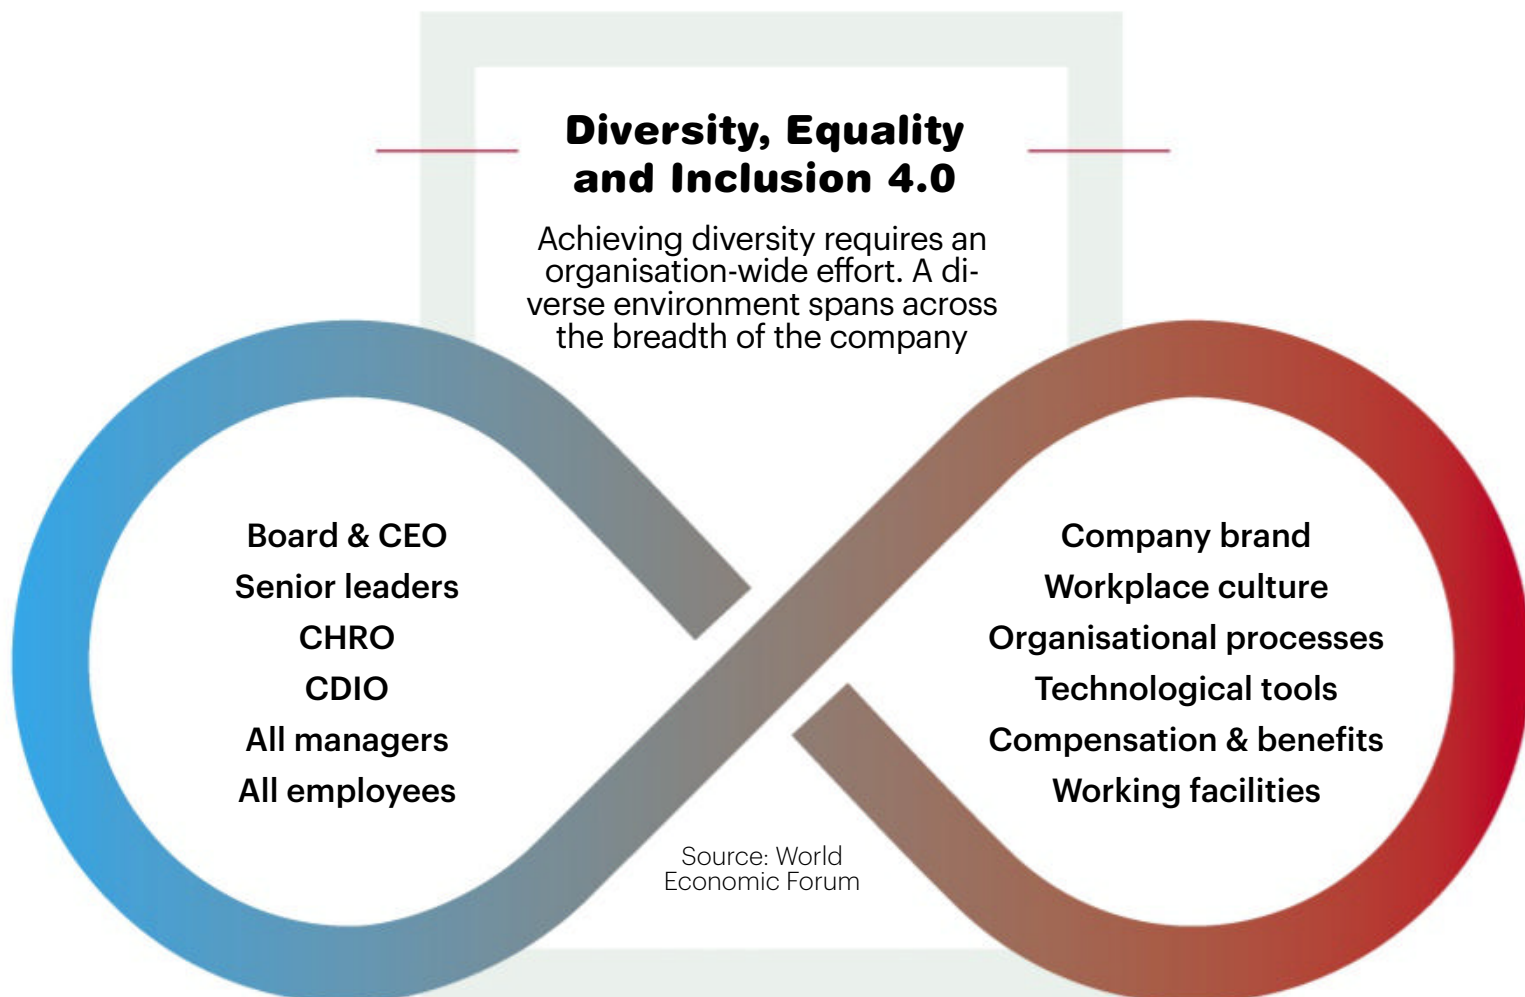 Diversity, Equality
and Inclusion 4.0
Achieving diversity requires an
organisation-wide effort. A di-
verse environment spans across
the breadth of the company
Board & CEO
Senior leaders
CHRO
CDIO
All managers
All employees
Company brand
Workplace culture
Organisational processes
Technological tools
Compensation & benefits
Working facilities
Source: World
Economic Forum